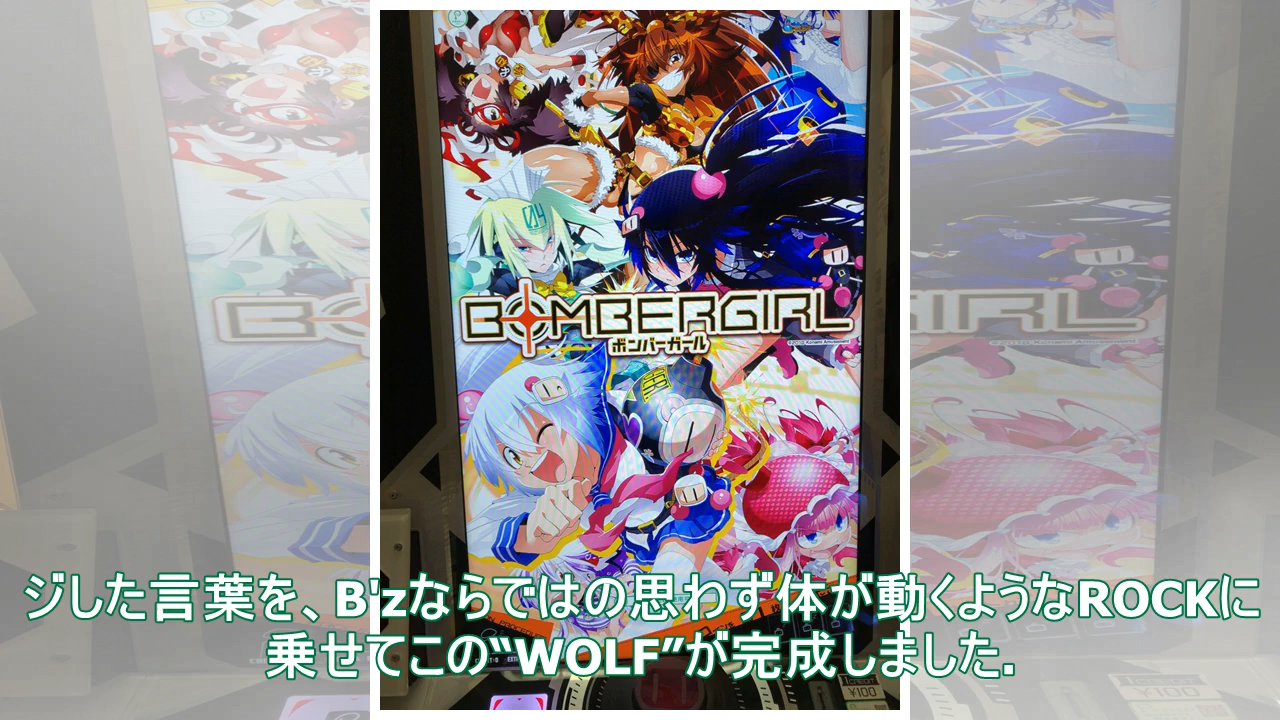 04
BOMBERGIRL
ボンバーガール
ジした言葉を、B'zならではの思わず体が動くようなROCKに
乗せてこの“WOLF”が完成しました.
¥100